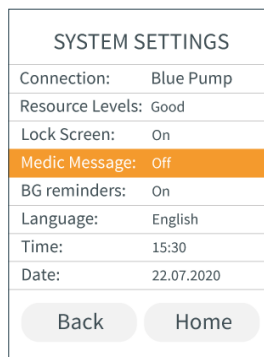 SYSTEM SETTINGS
Connection: Blue Pump
Resource Levels: Good
Lock Screen: On
Medic Message: Off
BG reminders: On
Language: English
Time: 15:30
Date: 22.07.2020
Back Home